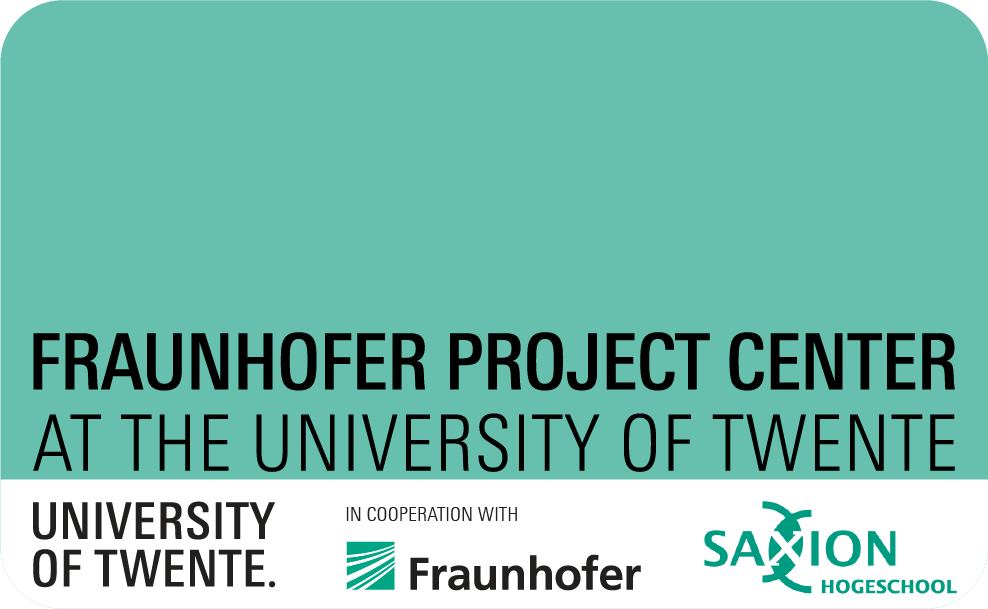 FRAUNHOFER PROJECT CENTER
AT THE UNIVERSITY OF TWENTE
UNIVERSITY
OF TWENTE.
IN COOPERATION WITH
Fraunhofer
SAXION
HOGESCHOOL